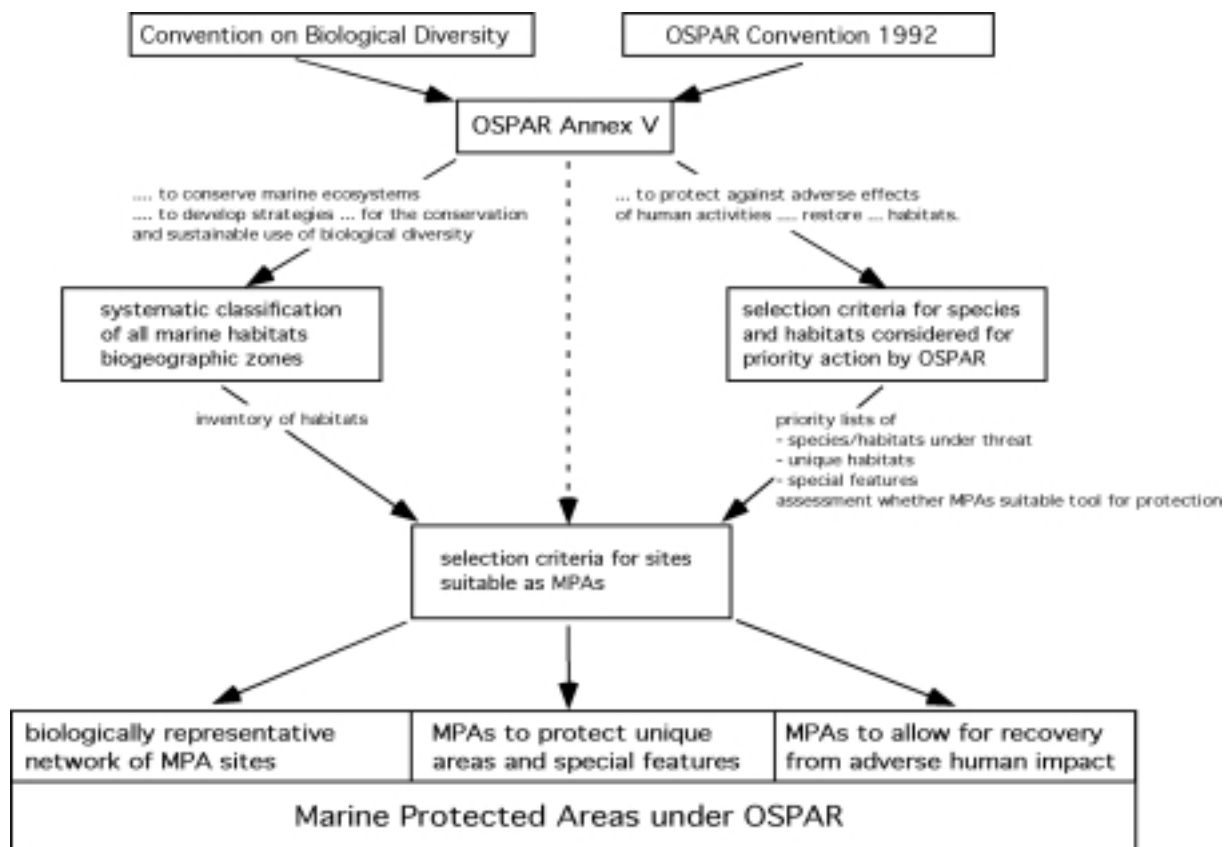 Convention on Biological Diversity
OSPAR Convention 1992
OSPAR Annex V
.... to conserve marine ecosystems
.... to develop strategies ... for the conservation
and sustainable use of biological diversity
... to protect against adverse effects
of human activities .... restore ... habitats.
systematic classification
of all marine habitats
biogeographic zones
selection criteria for species
and habitats considered for
priority action by OSPAR
inventory of habitats
priority lists of
- species/habitats under threat
- unique habitats
- special features
assessment whether MPAs suitable tool for protection
selection criteria for sites
suitable as MPAs
biologically representative
network of MPA sites
MPAs to protect unique
areas and special features
MPAs to allow for recovery
from adverse human impact
Marine Protected Areas under OSPAR